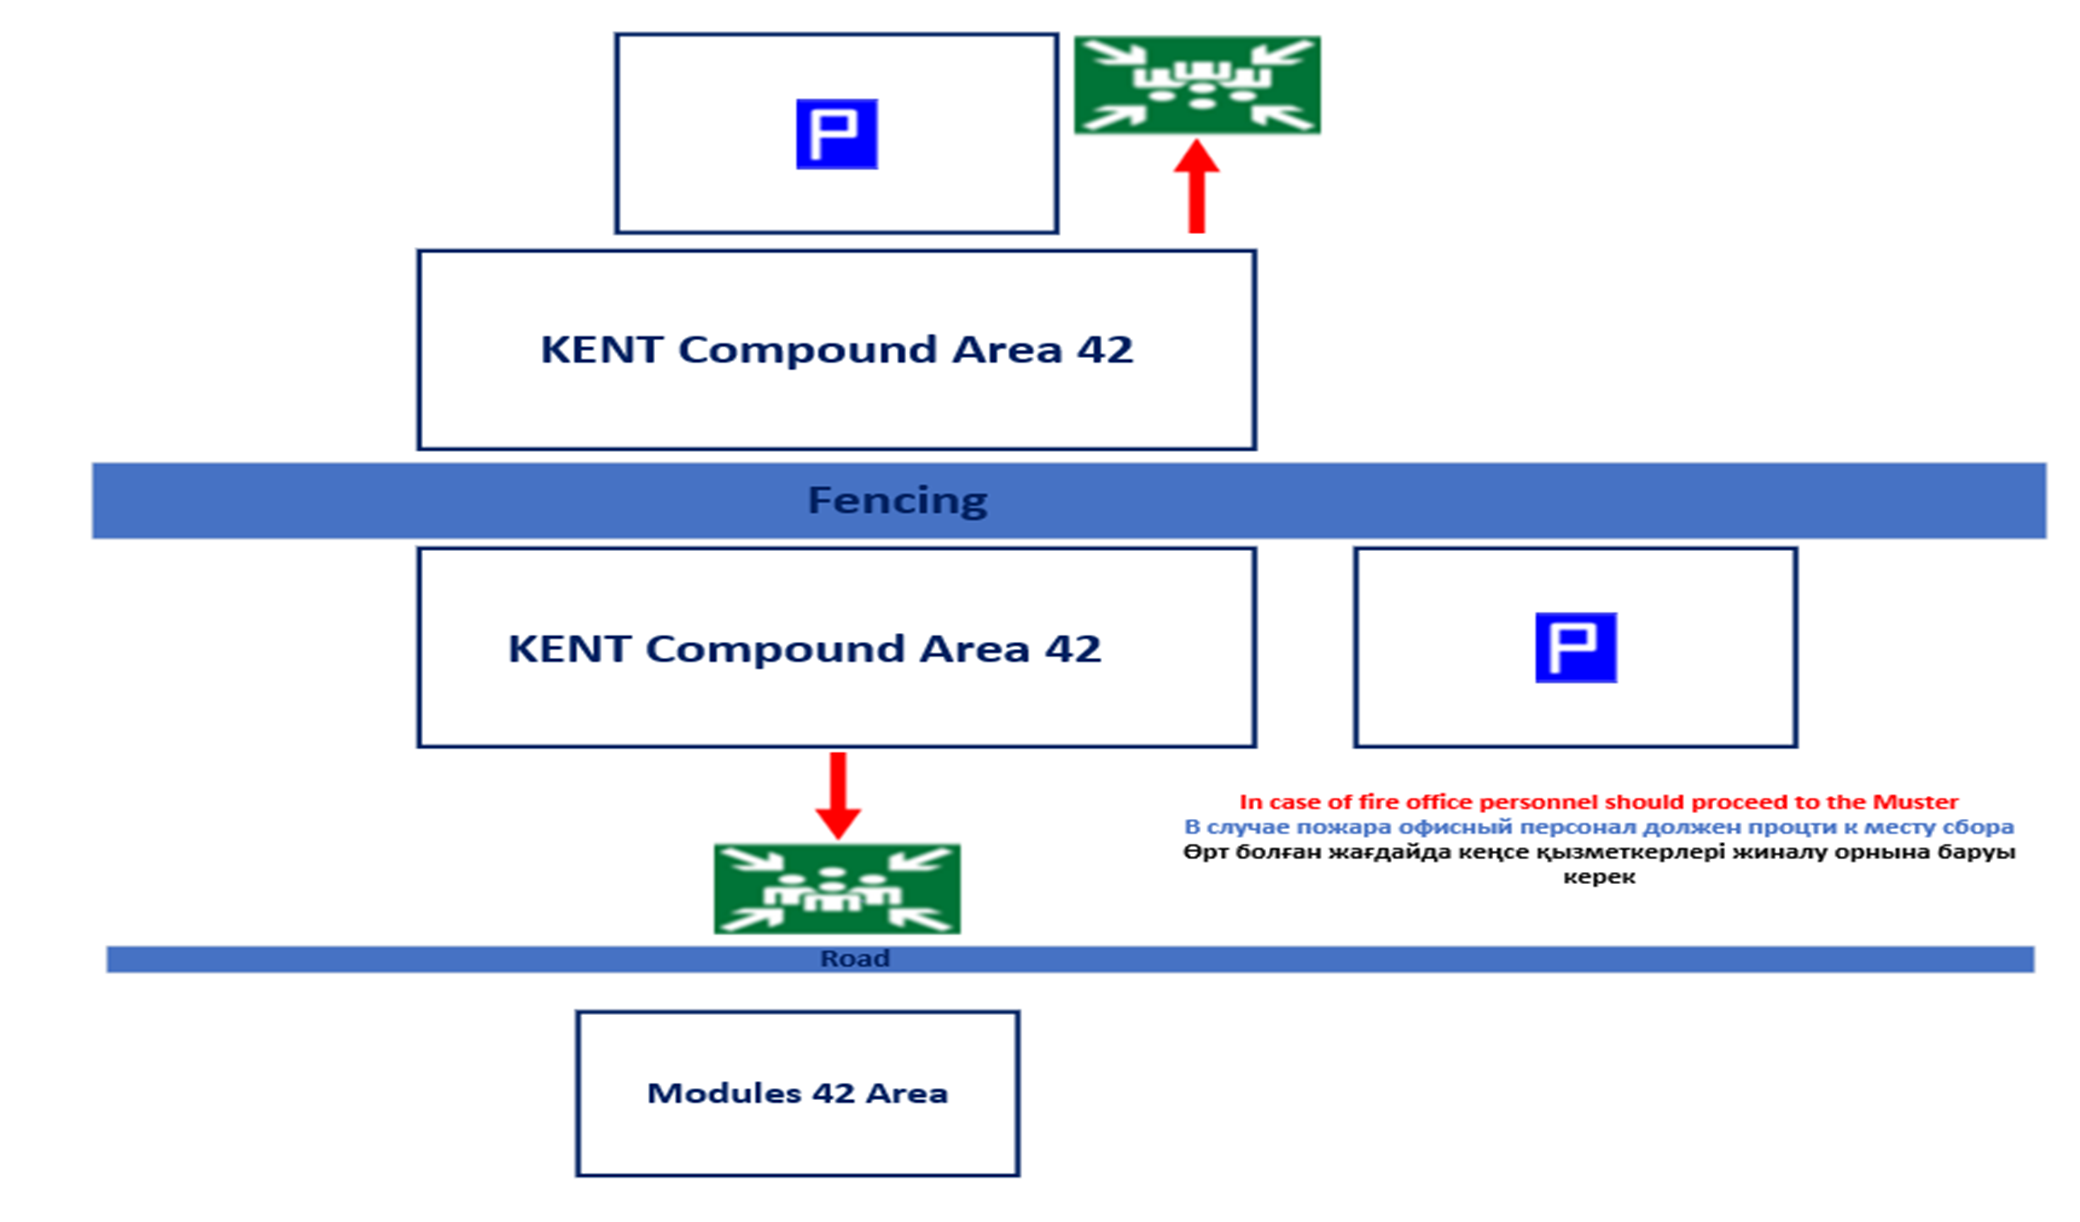 P
KENT Compound Area 42
Fencing
KENT Compound Area 42
P
In case of fire office personnel should proceed to the Muster
В случае пожара офисный персонал должен процти к месту сбора
Өрт болған жағдайда кеңсе қызметкерлері жиналу орнына баруы
керек
Road
Modules 42 Area